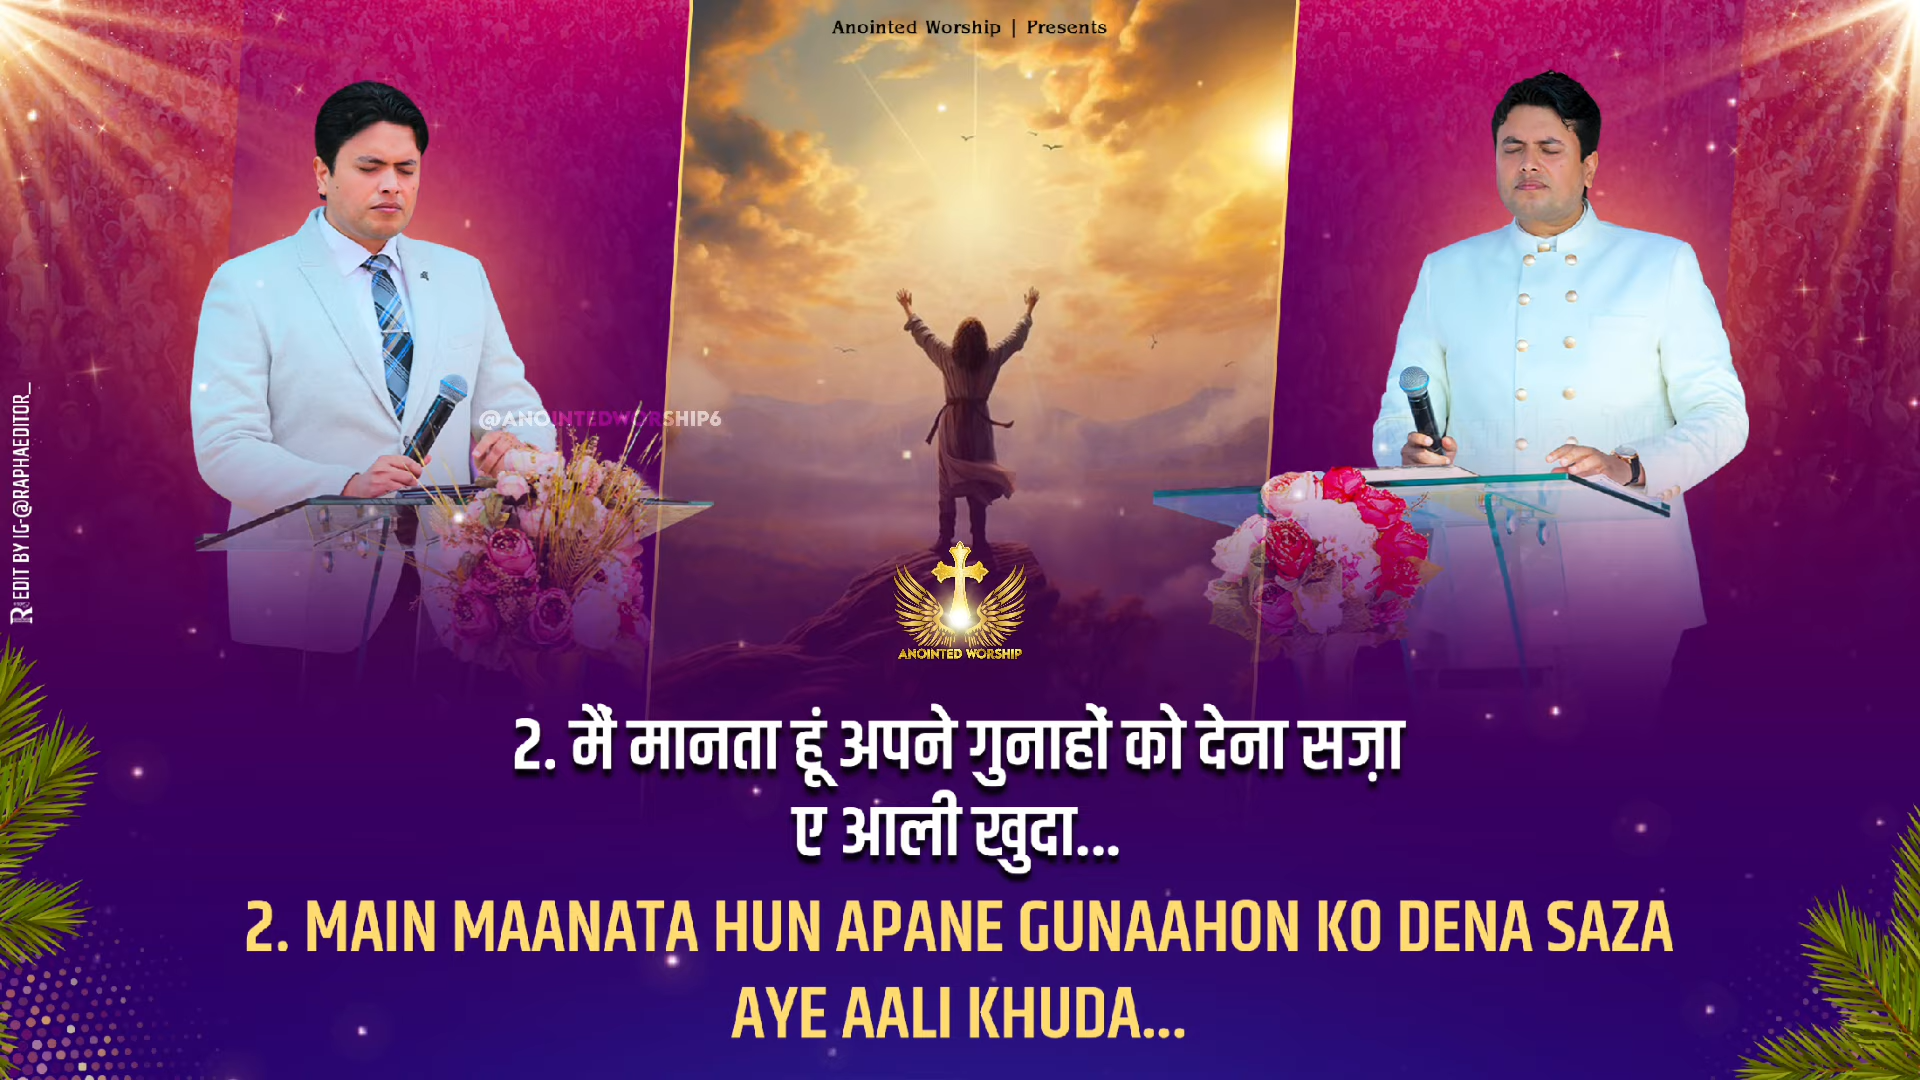 Anointed Worship | Presents
@ANOINTEDWORSHIP6
REDIT BY IG-@RAPHAEDITOR_
ANOINTED WORSHIP
2. मैं मानता हूं अपने गुनाहों को देना सज़ा
ए आली खुदा...
2. MAIN MAANATA HUN APANE GUNAAHON KO DENA SAZA
AYE AALI KHUDA...